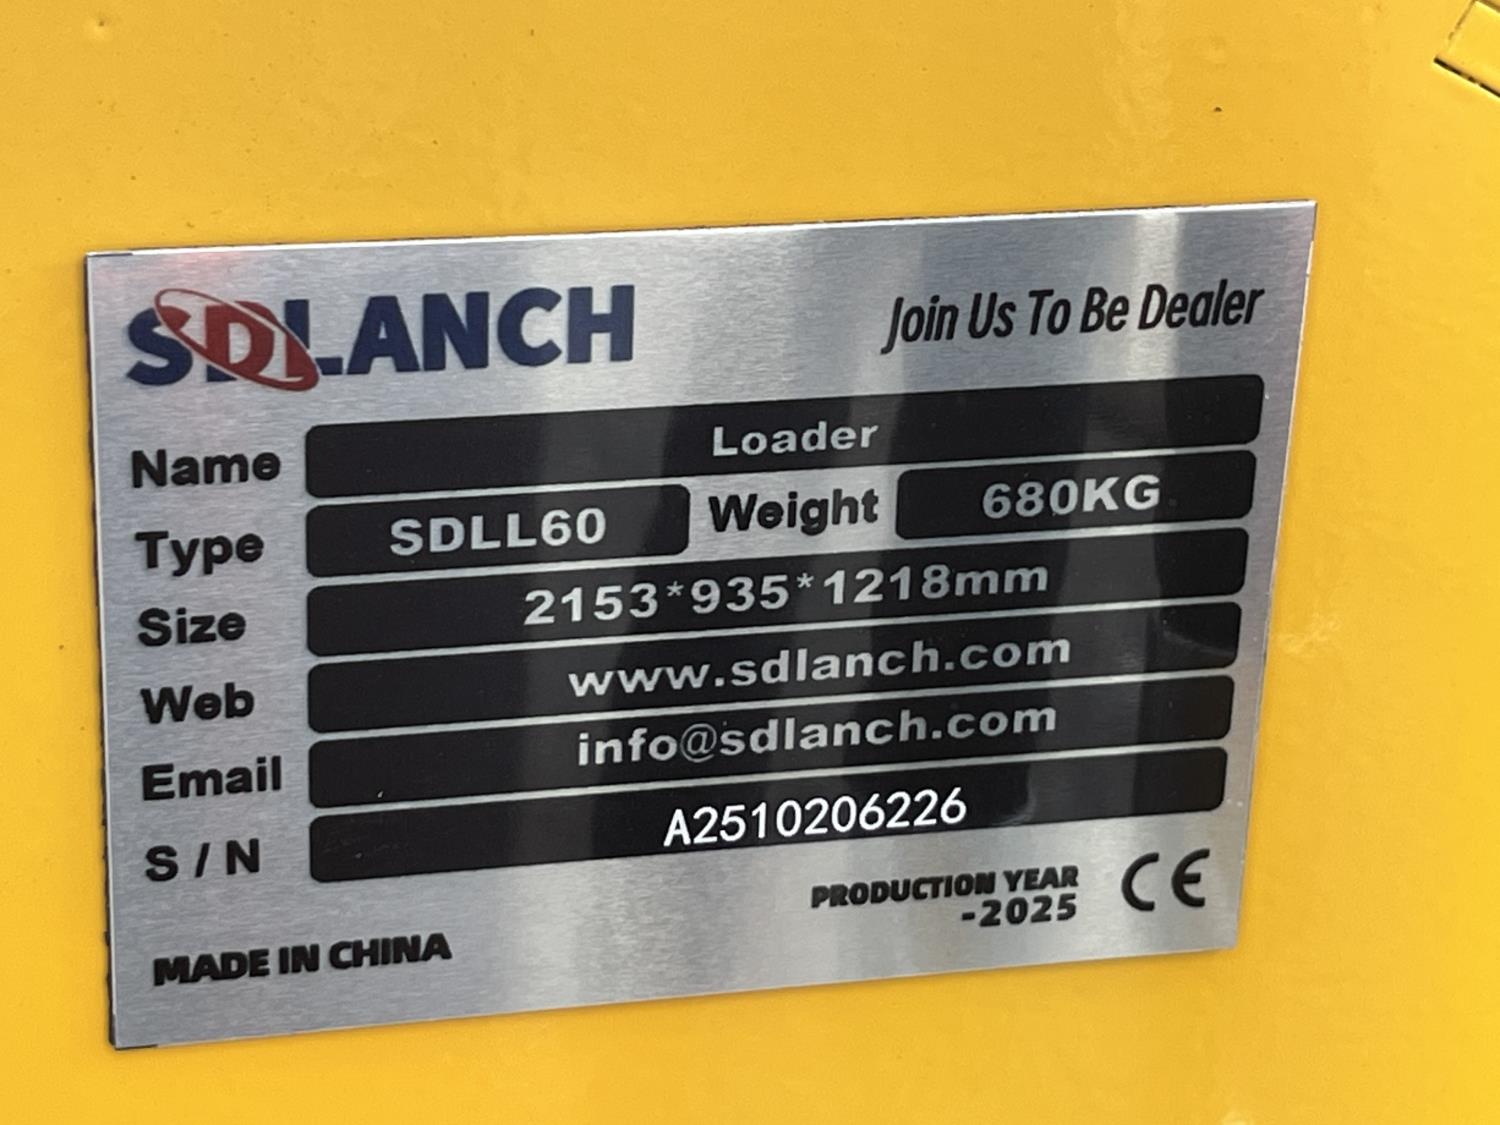 SDLANCH Join Us To Be Dealer
Name Loader
Type SDLL60 Weight 680KG
Size 2153*935*1218mm
Web www.sdlanch.com
Email info@sdlanch.com
S / N A2510206226
PRODUCTION YEAR CE
-2025
MADE IN CHINA